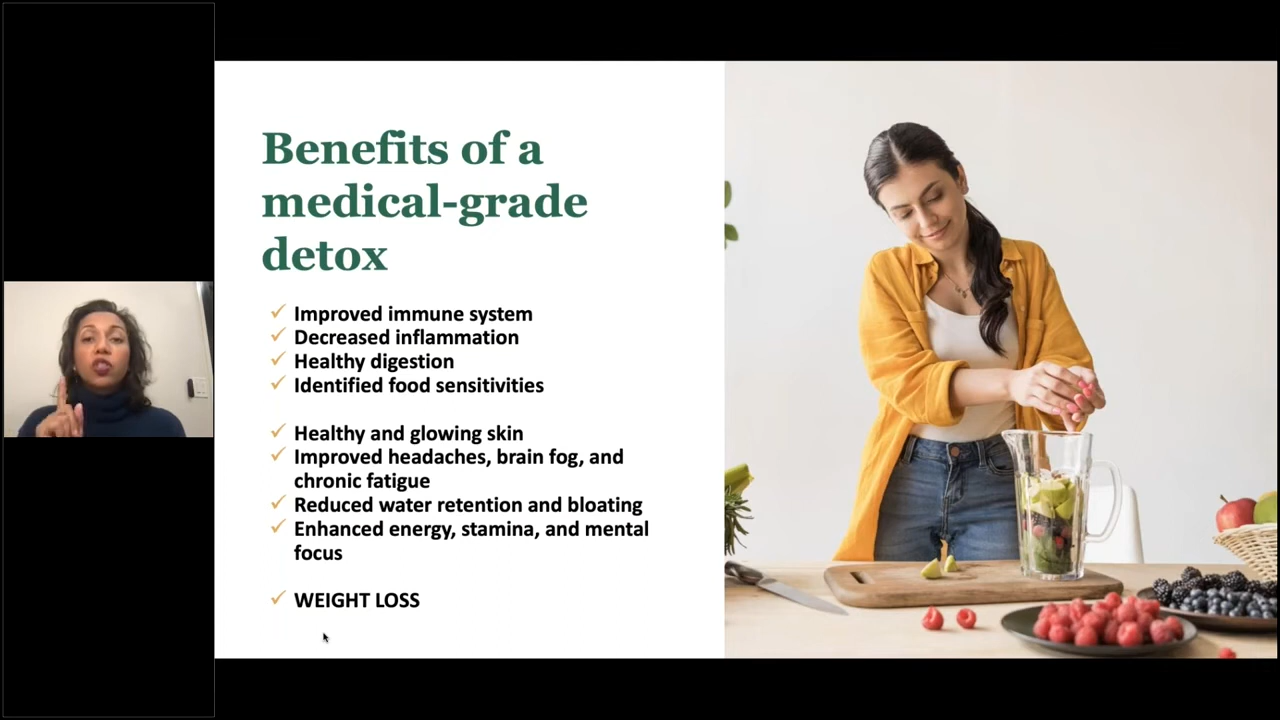 Benefits of a
medical-grade
detox
✓ Improved immune system
✓ Decreased inflammation
✓ Healthy digestion
✓ Identified food sensitivities
✓ Healthy and glowing skin
✓ Improved headaches, brain fog, and
chronic fatigue
✓ Reduced water retention and bloating
✓ Enhanced energy, stamina, and mental
focus
✓ WEIGHT LOSS